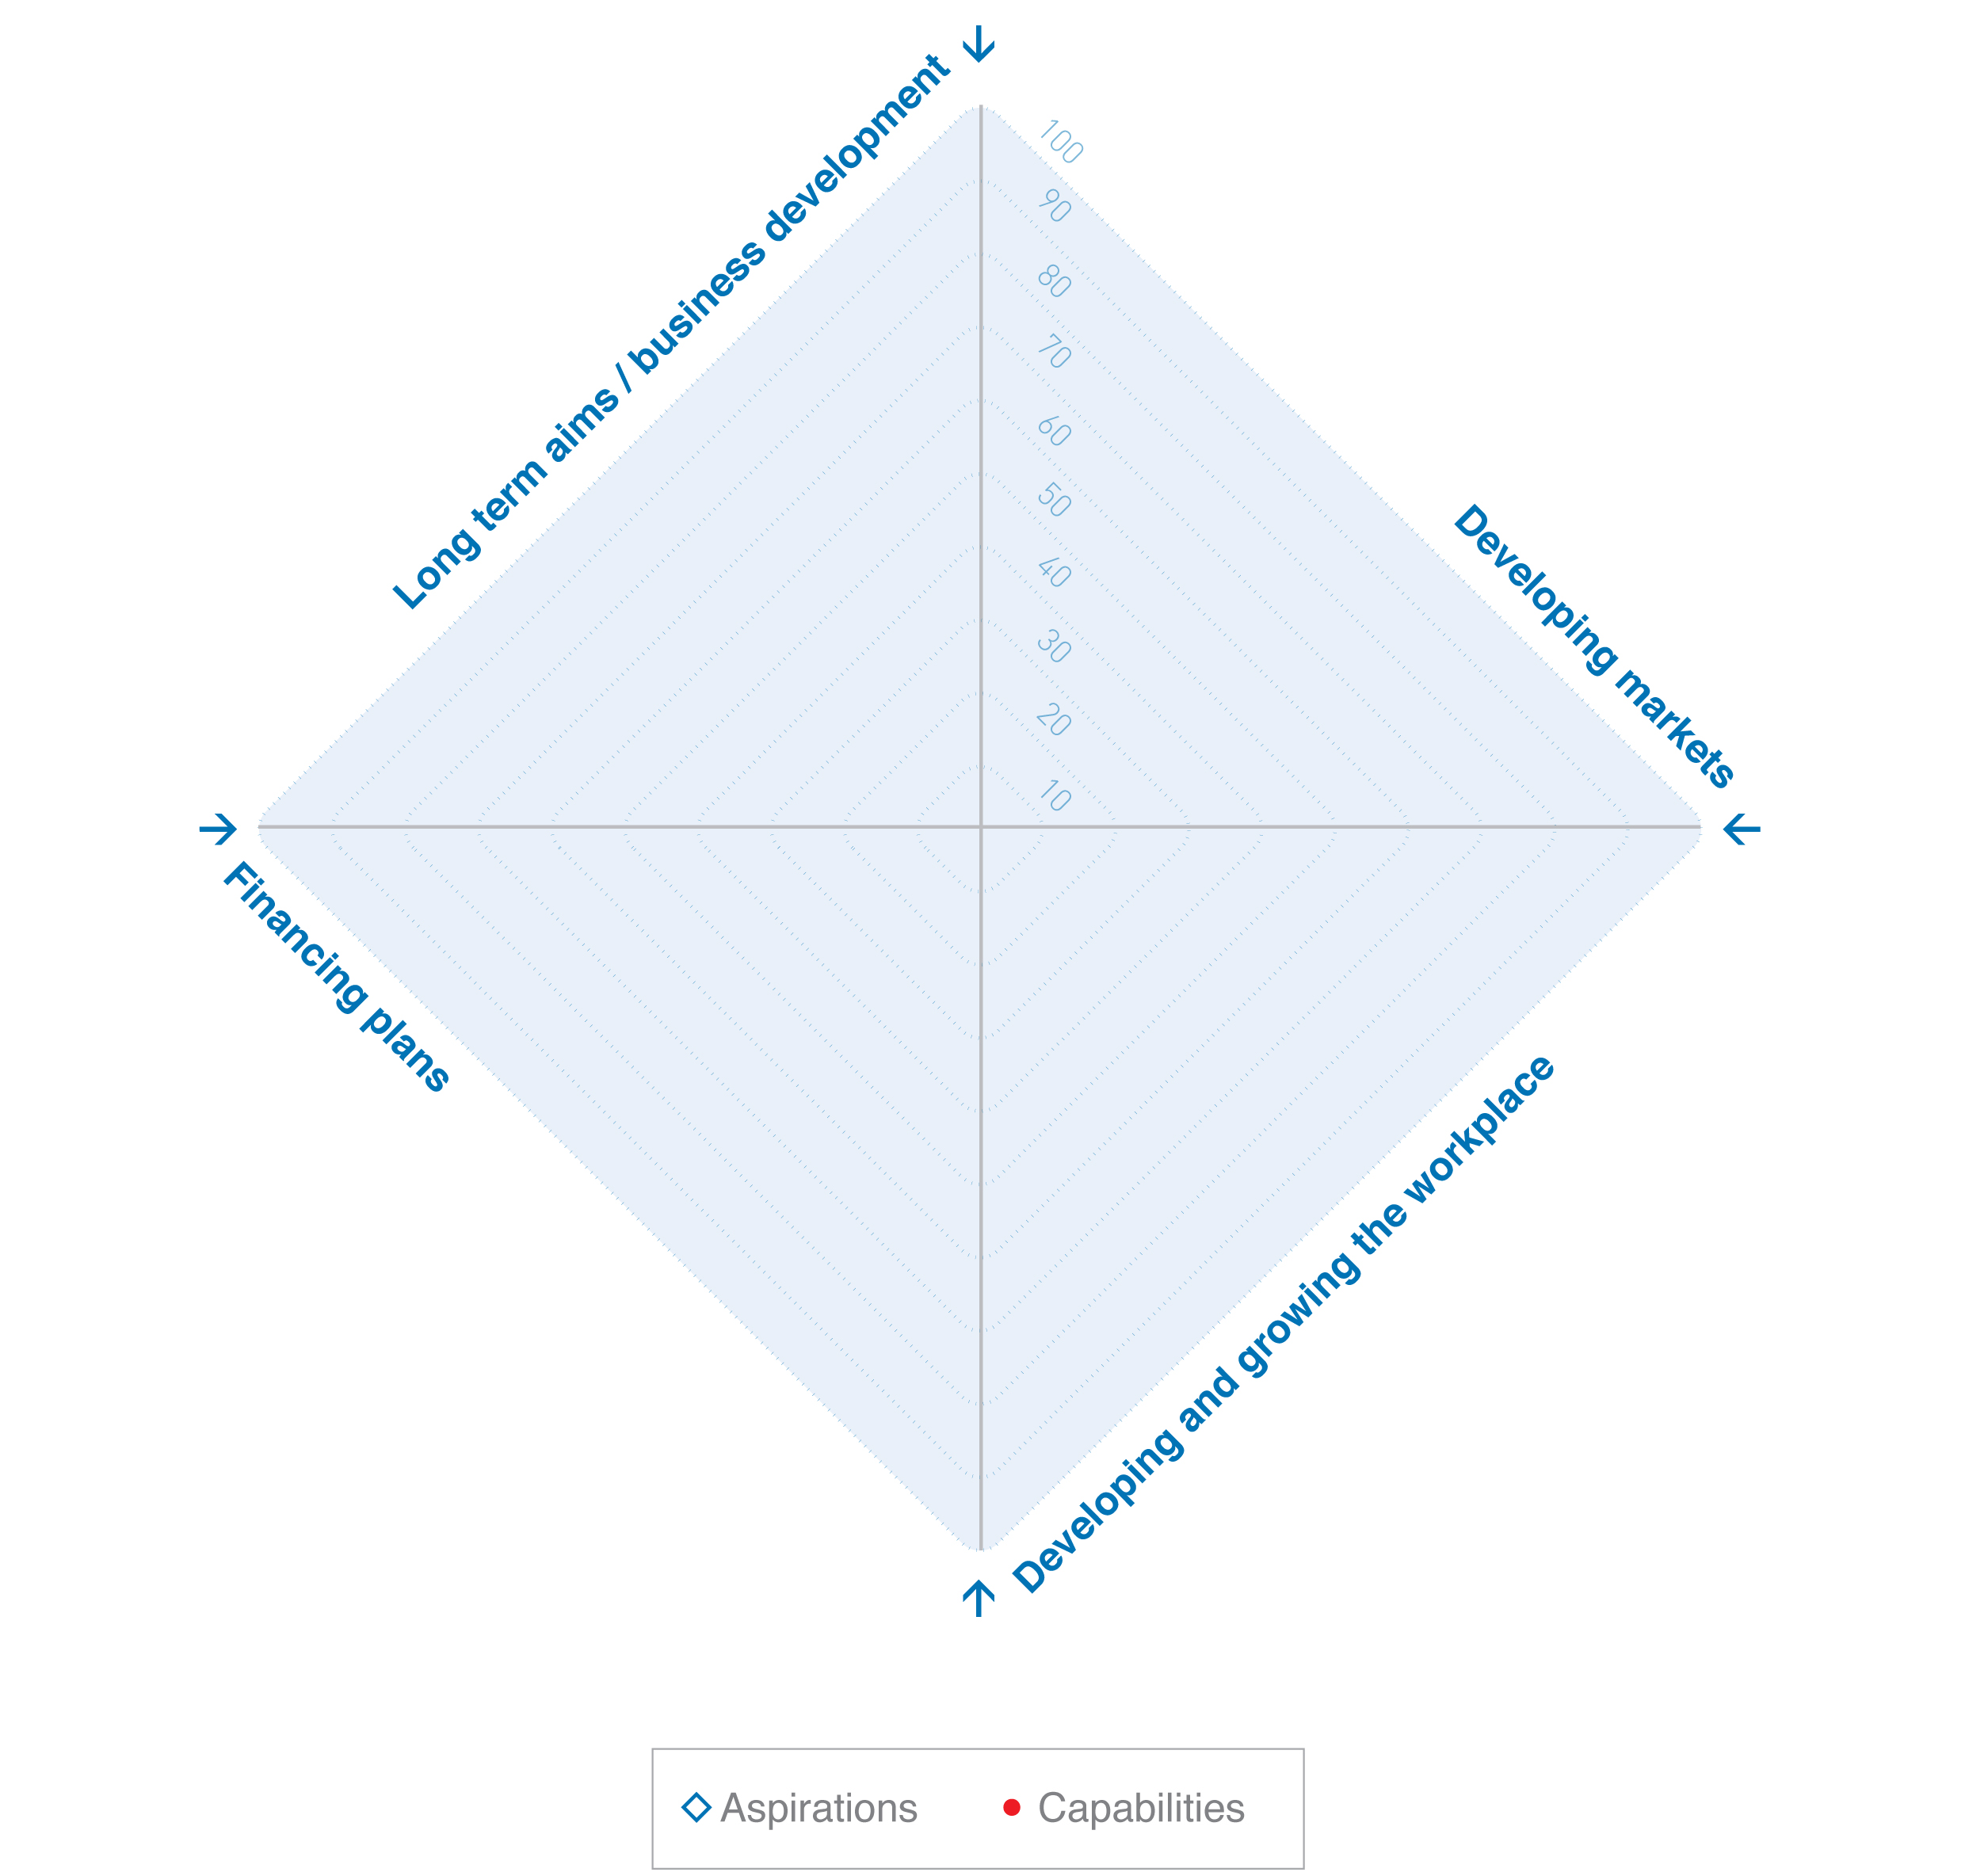 Long term aims / business development
100
90
80
70
60
50
40
30
20
10
Developing markets
Financing plans
Developing and growing the workplace
Aspirations
Capabilities